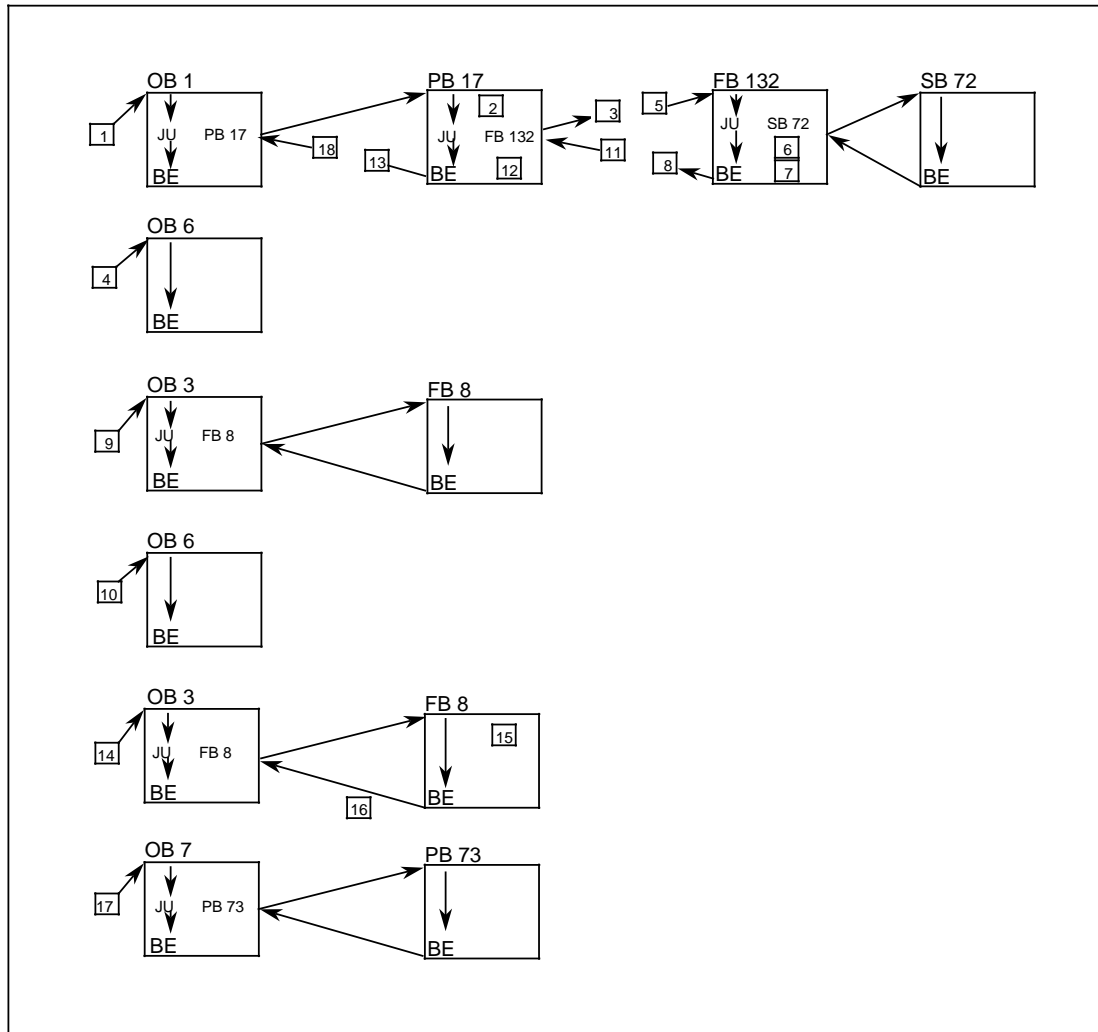 OB 1 PB 17 FB 132 SB 72
2
1 JU PB 17 18 13 JU FB 132 3 11 5 8 JU SB 72
6
BE BE 12 BE 7 BE
OB 6
4
BE
OB 3 FB 8
9 JU FB 8
BE BE
OB 6
10
BE
OB 3 FB 8
15
14 JU FB 8
BE 16 BE
OB 7 PB 73
17 JU PB 73
BE BE